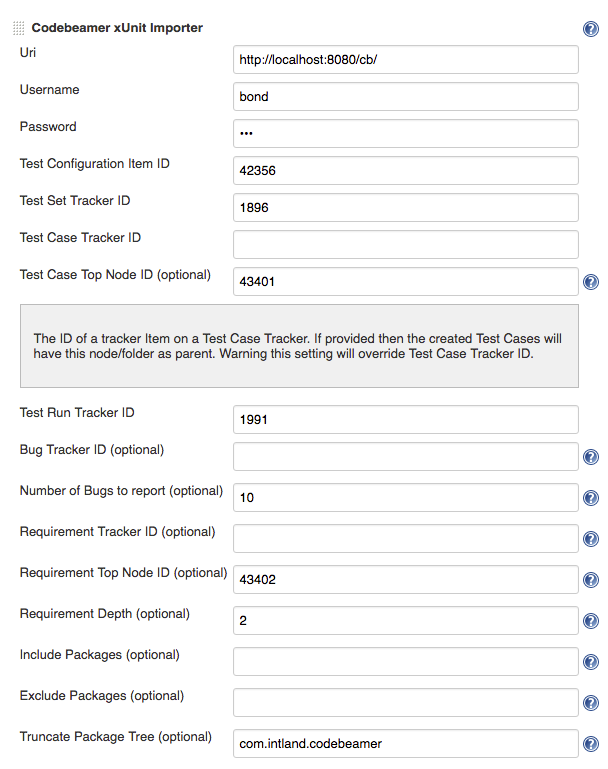 Codebeamer xUnit Importer
Uri
http://localhost:8080/cb/
Username
bond
Password
•••
Test Configuration Item ID
42356
Test Set Tracker ID
1896
Test Case Tracker ID
Test Case Top Node ID (optional)
43401
The ID of a tracker Item on a Test Case Tracker. If provided then the created Test Cases will
have this node/folder as parent. Warning this setting will override Test Case Tracker ID.
Test Run Tracker ID
1991
Bug Tracker ID (optional)
Number of Bugs to report (optional)
10
Requirement Tracker ID (optional)
Requirement Top Node ID (optional)
43402
Requirement Depth (optional)
2
Include Packages (optional)
Exclude Packages (optional)
Truncate Package Tree (optional)
com.intland.codebeamer